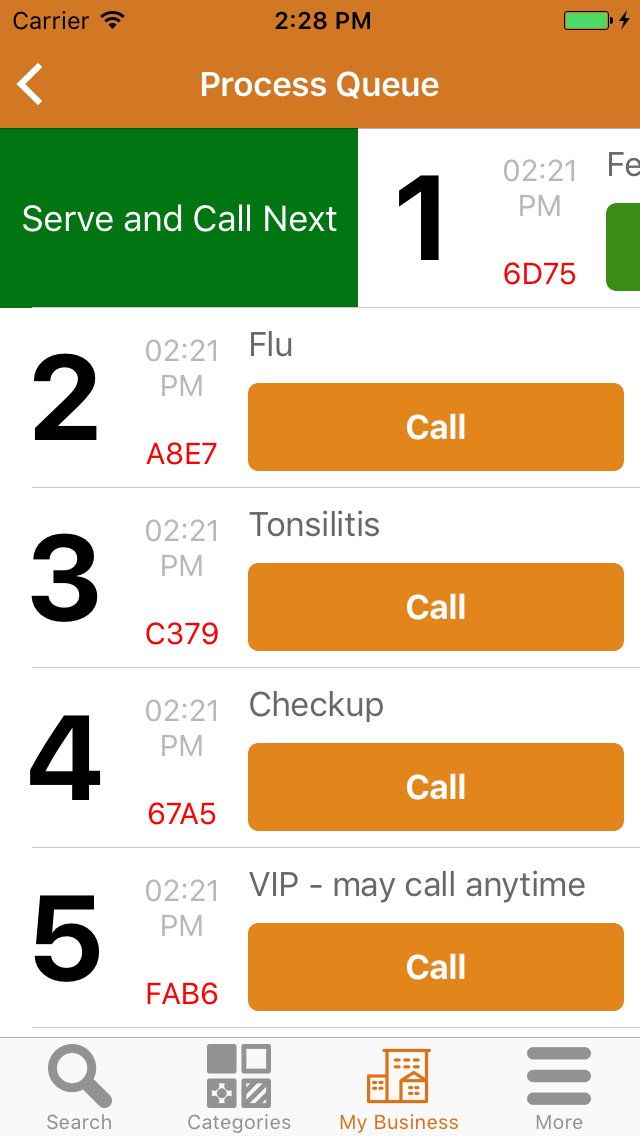 Carrier 2:28 PM
Process Queue
Serve and Call Next
1
02:21
PM
6D75
Fe
2
02:21
PM
A8E7
Flu
Call
3
02:21
PM
C379
Tonsilitis
Call
4
02:21
PM
67A5
Checkup
Call
5
02:21
PM
FAB6
VIP - may call anytime
Call
Search Categories My Business More